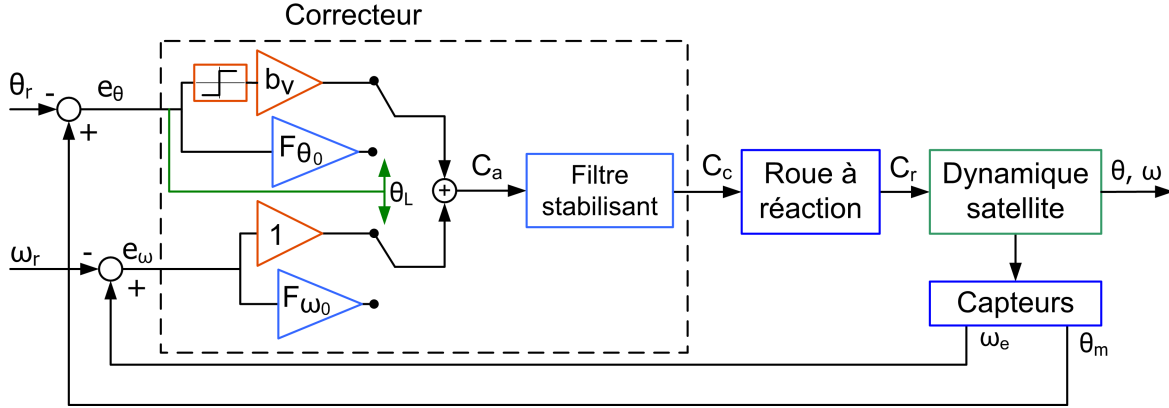 Correcteur
θr
-
+
eθ
bv
Fθ0
θL
+
Ca
Filtre
stabilisant
Cc
Roue à
réaction
Cr
Dynamique
satellite
θ, ω
ωr
-
+
eω
1
Fω0
Capteurs
ωe
θm